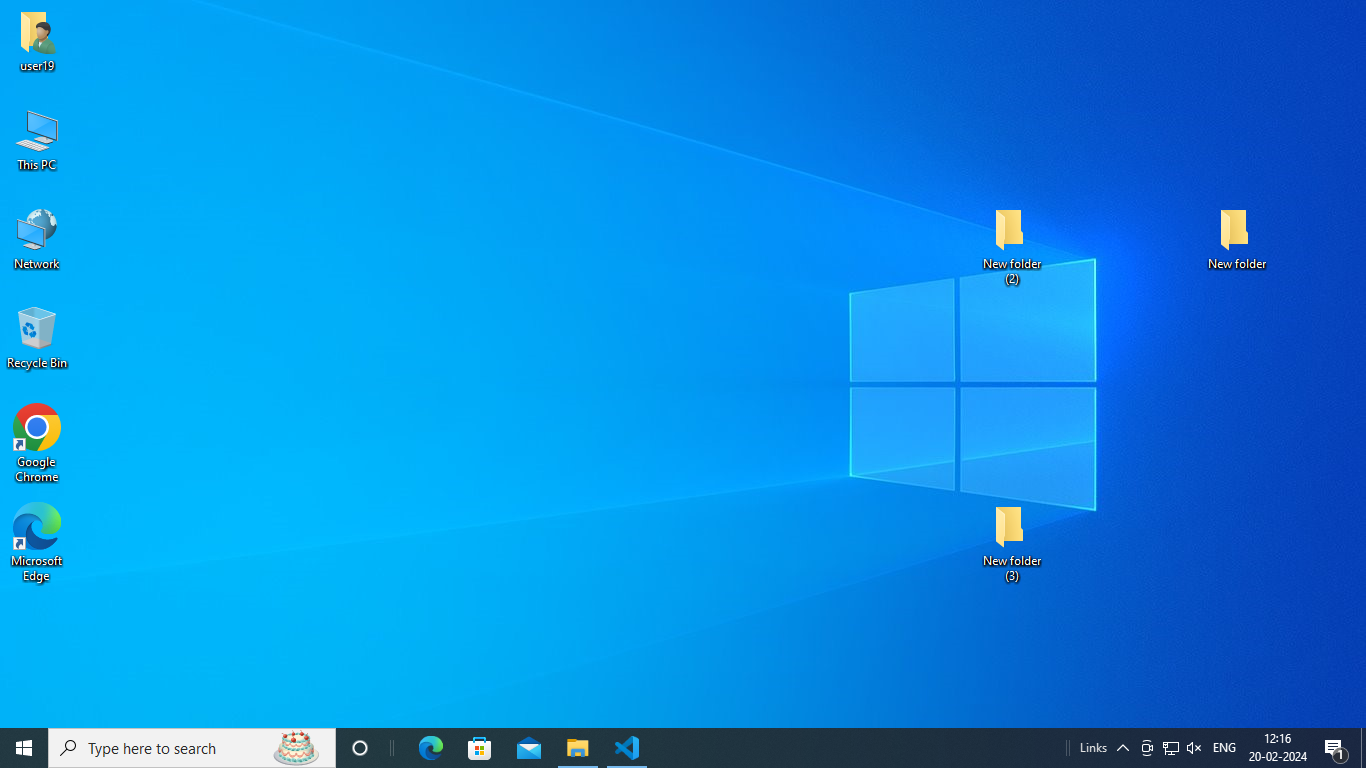 user19
This PC
Network
Recycle Bin
Google
Chrome
Microsoft
Edge
New folder
(2)
New folder
New folder
(3)
Type here to search
Links
ENG
12:16
20-02-2024
1